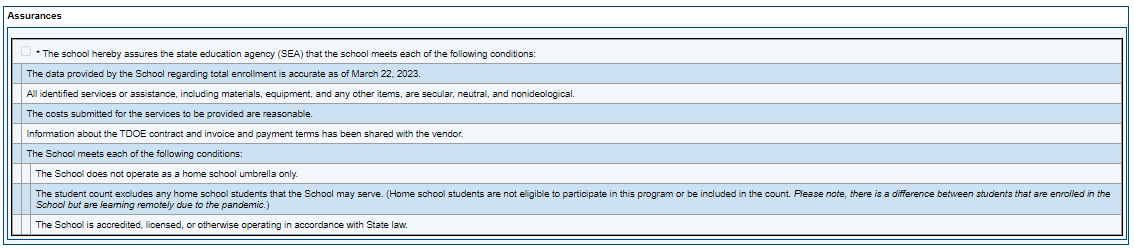 Assurances
* The school hereby assures the state education agency (SEA) that the school meets each of the following conditions:
The data provided by the School regarding total enrollment is accurate as of March 22, 2023.
All identified services or assistance, including materials, equipment, and any other items, are secular, neutral, and nonideological.
The costs submitted for the services to be provided are reasonable.
Information about the TDOE contract and invoice and payment terms has been shared with the vendor.
The School meets each of the following conditions:
The School does not operate as a home school umbrella only.
The student count excludes any home school students that the School may serve. (Home school students are not eligible to participate in this program or be included in the count. Please note, there is a difference between students that are enrolled in the
School but are learning remotely due to the pandemic.)
The School is accredited, licensed, or otherwise operating in accordance with State law.